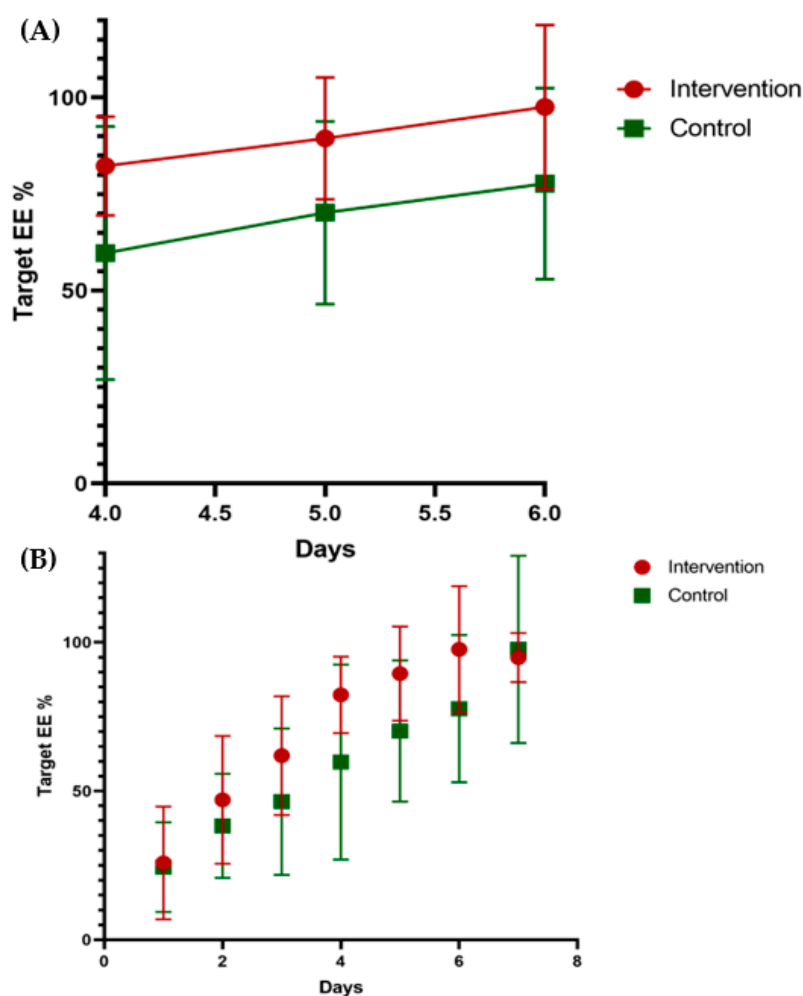 (A)
Target EE %
100
50
0
4.0 4.5 5.0 5.5 6.0
Days
Intervention
Control
(B)
Target EE %
100
50
0
0 2 4 6 8
Days
Intervention
Control